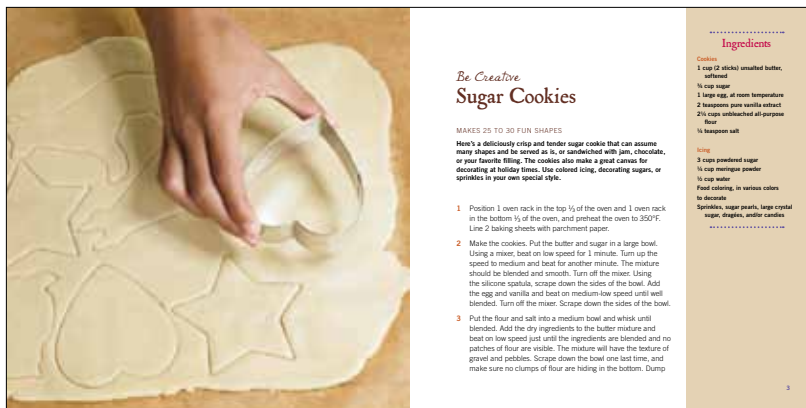 Be Creative
Sugar Cookies
MAKES 25 TO 30 FUN SHAPES
Here's a deliciously crisp and tender sugar cookie that can assume
many shapes and be served as is, or sandwiched with jam, chocolate,
or your favorite filling. The cookies also make a great canvas for
decorating at holiday times. Use colored icing, decorating sugars, or
sprinkles in your own special style.
1 Position 1 oven rack in the top ⅓ of the oven and 1 oven rack
in the bottom ⅓ of the oven, and preheat the oven to 350°F.
Line 2 baking sheets with parchment paper.
2 Make the cookies. Put the butter and sugar in a large bowl.
Using a mixer, beat on low speed for 1 minute. Turn up the
speed to medium and beat for another minute. The mixture
should be blended and smooth. Turn off the mixer. Using
the silicone spatula, scrape down the sides of the bowl. Add
the egg and vanilla and beat on medium-low speed until well
blended. Turn off the mixer. Scrape down the sides of the bowl.
3 Put the flour and salt into a medium bowl and whisk until
blended. Add the dry ingredients to the butter mixture and
beat on low speed just until the ingredients are blended and no
patches of flour are visible. The mixture will have the texture of
gravel and pebbles. Scrape down the bowl one last time, and
make sure no clumps of flour are hiding in the bottom. Dump
Ingredients
Cookies
1 cup (2 sticks) unsalted butter,
softened
cup sugar
1 large egg, at room temperature
2 teaspoons pure vanilla extract
cups unbleached all-purpose
flour
teaspoon salt
Icing
3 cups powdered sugar
cup meringue powder
cup water
Food coloring, in various colors
to decorate
Sprinkles, sugar pearls, large crystal
sugar, dragées, and/or candies
3